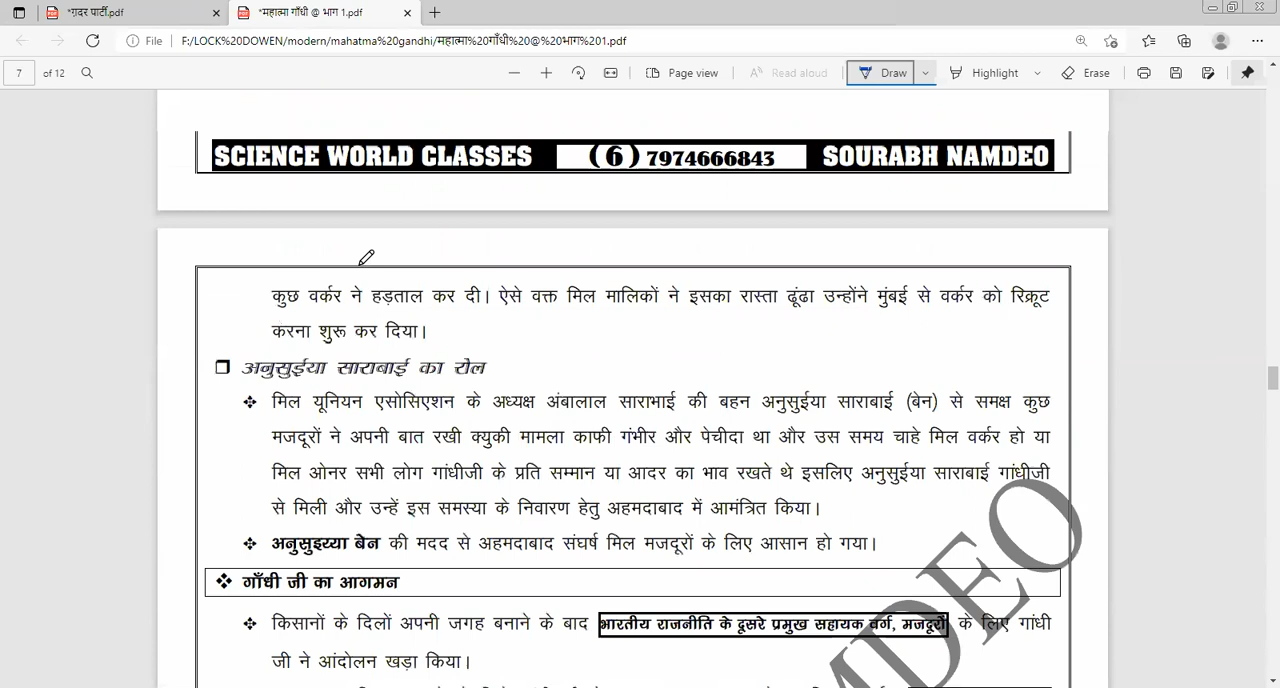 *ग़दर पार्टी.pdf
*महात्मा गाँधी @ भाग 1.pdf
File F:/LOCK%20DOWEN/modern/mahatma%20gandhi/महात्मा%20गाँधी%20@%20भाग%201.pdf
7 of 12 Page view Read aloud Draw Highlight Erase
SCIENCE WORLD CLASSES (6) 7974666843 SOURABH NAMDEO
कुछ वर्कर ने हड़ताल कर दी। ऐसे वक्त मिल मालिकों ने इसका रास्ता ढूंढा उन्होंने मुंबई से वर्कर को रिक्रूट
करना शुरू कर दिया।
अनुसुईया साराबाई का रोल
मिल यूनियन एसोसिएशन के अध्यक्ष अंबालाल साराभाई की बहन अनुसुईया साराबाई (बेन) से समक्ष कुछ
मजदूरों ने अपनी बात रखी क्युकी मामला काफी गंभीर और पेचीदा था और उस समय चाहे मिल वर्कर हो या
मिल ओनर सभी लोग गांधीजी के प्रति सम्मान या आदर का भाव रखते थे इसलिए अनुसुईया साराबाई गांधीजी
से मिली और उन्हें इस समस्या के निवारण हेतु अहमदाबाद में आमंत्रित किया।
अनुसुइय्या बेन की मदद से अहमदाबाद संघर्ष मिल मजदूरों के लिए आसान हो गया।
गाँधी जी का आगमन
किसानों के दिलों अपनी जगह बनाने के बाद भारतीय राजनीति के दूसरे प्रमुख सहायक वर्ग, मजदूरों के लिए गांधी
जी ने आंदोलन खड़ा किया।
MDEO